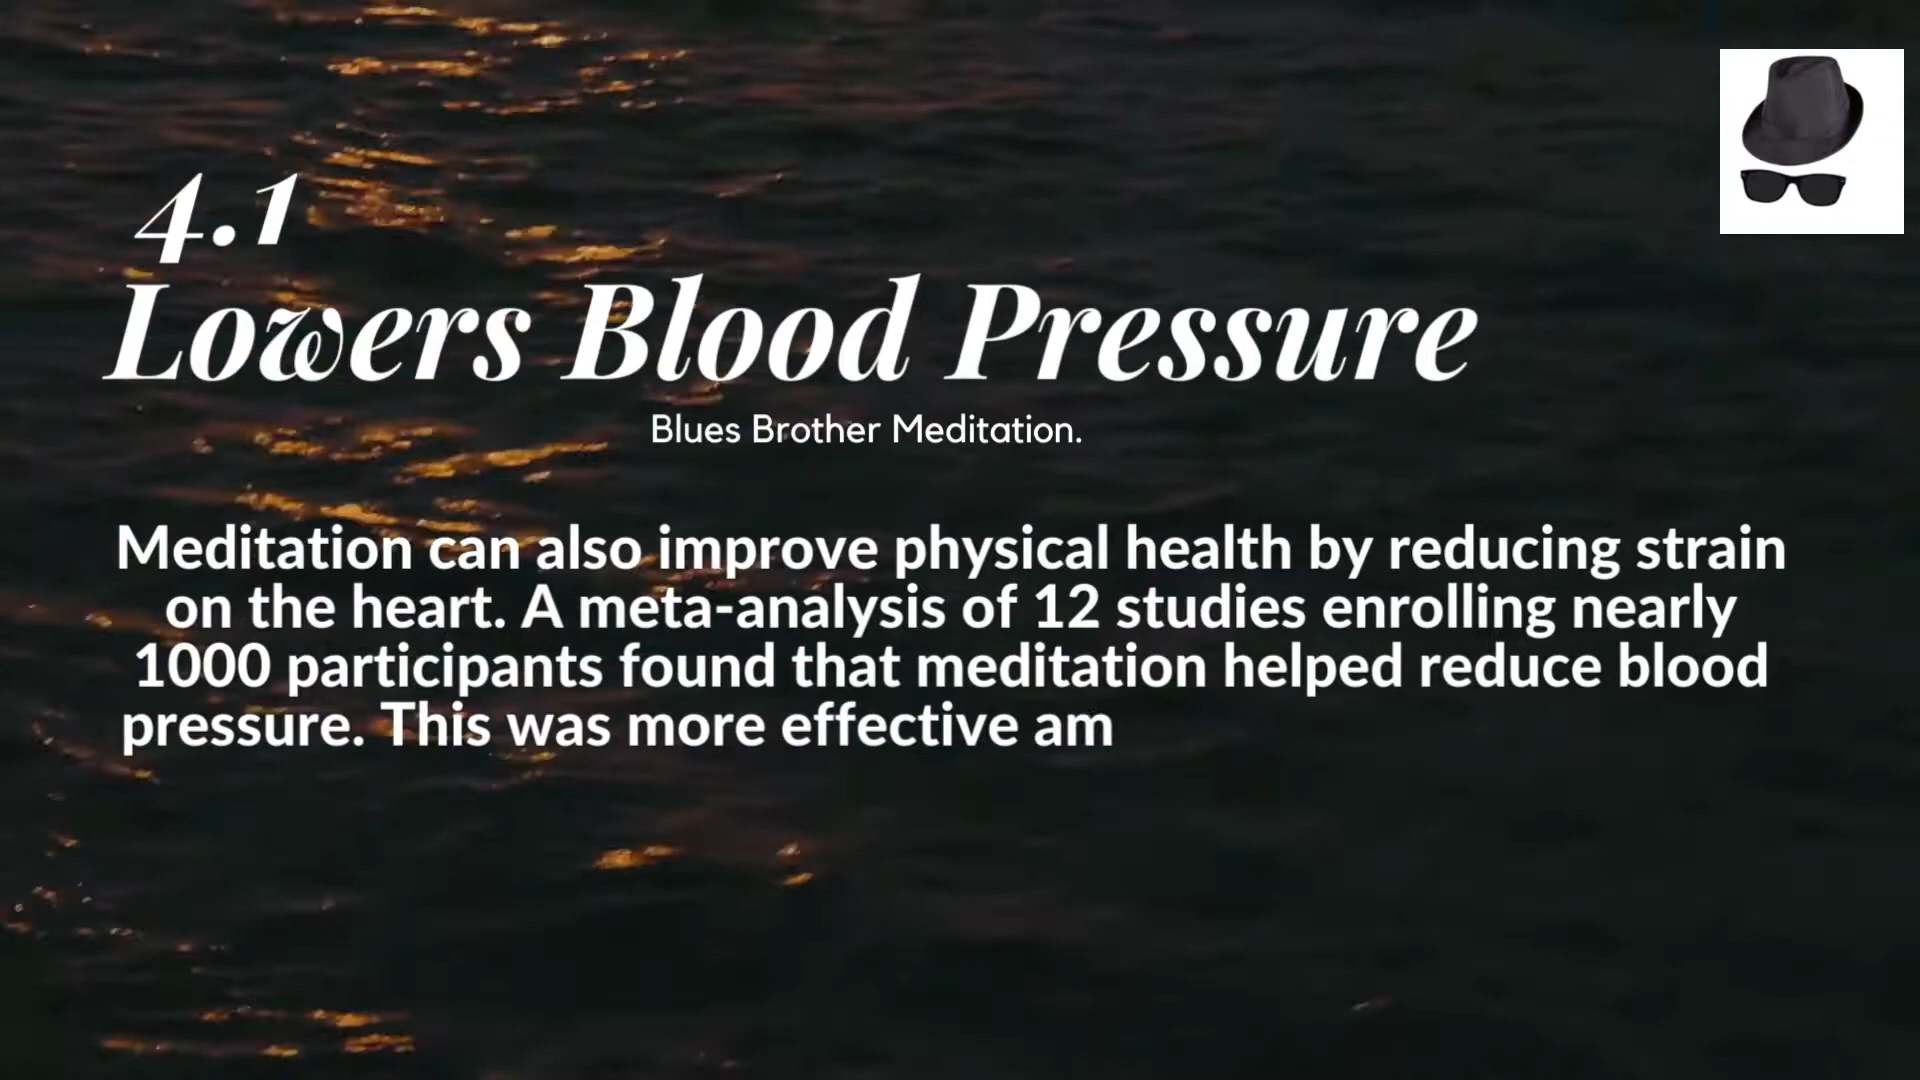 4.1
Lowers Blood Pressure
Blues Brother Meditation.
Meditation can also improve physical health by reducing strain
on the heart. A meta-analysis of 12 studies enrolling nearly
1000 participants found that meditation helped reduce blood
pressure. This was more effective am